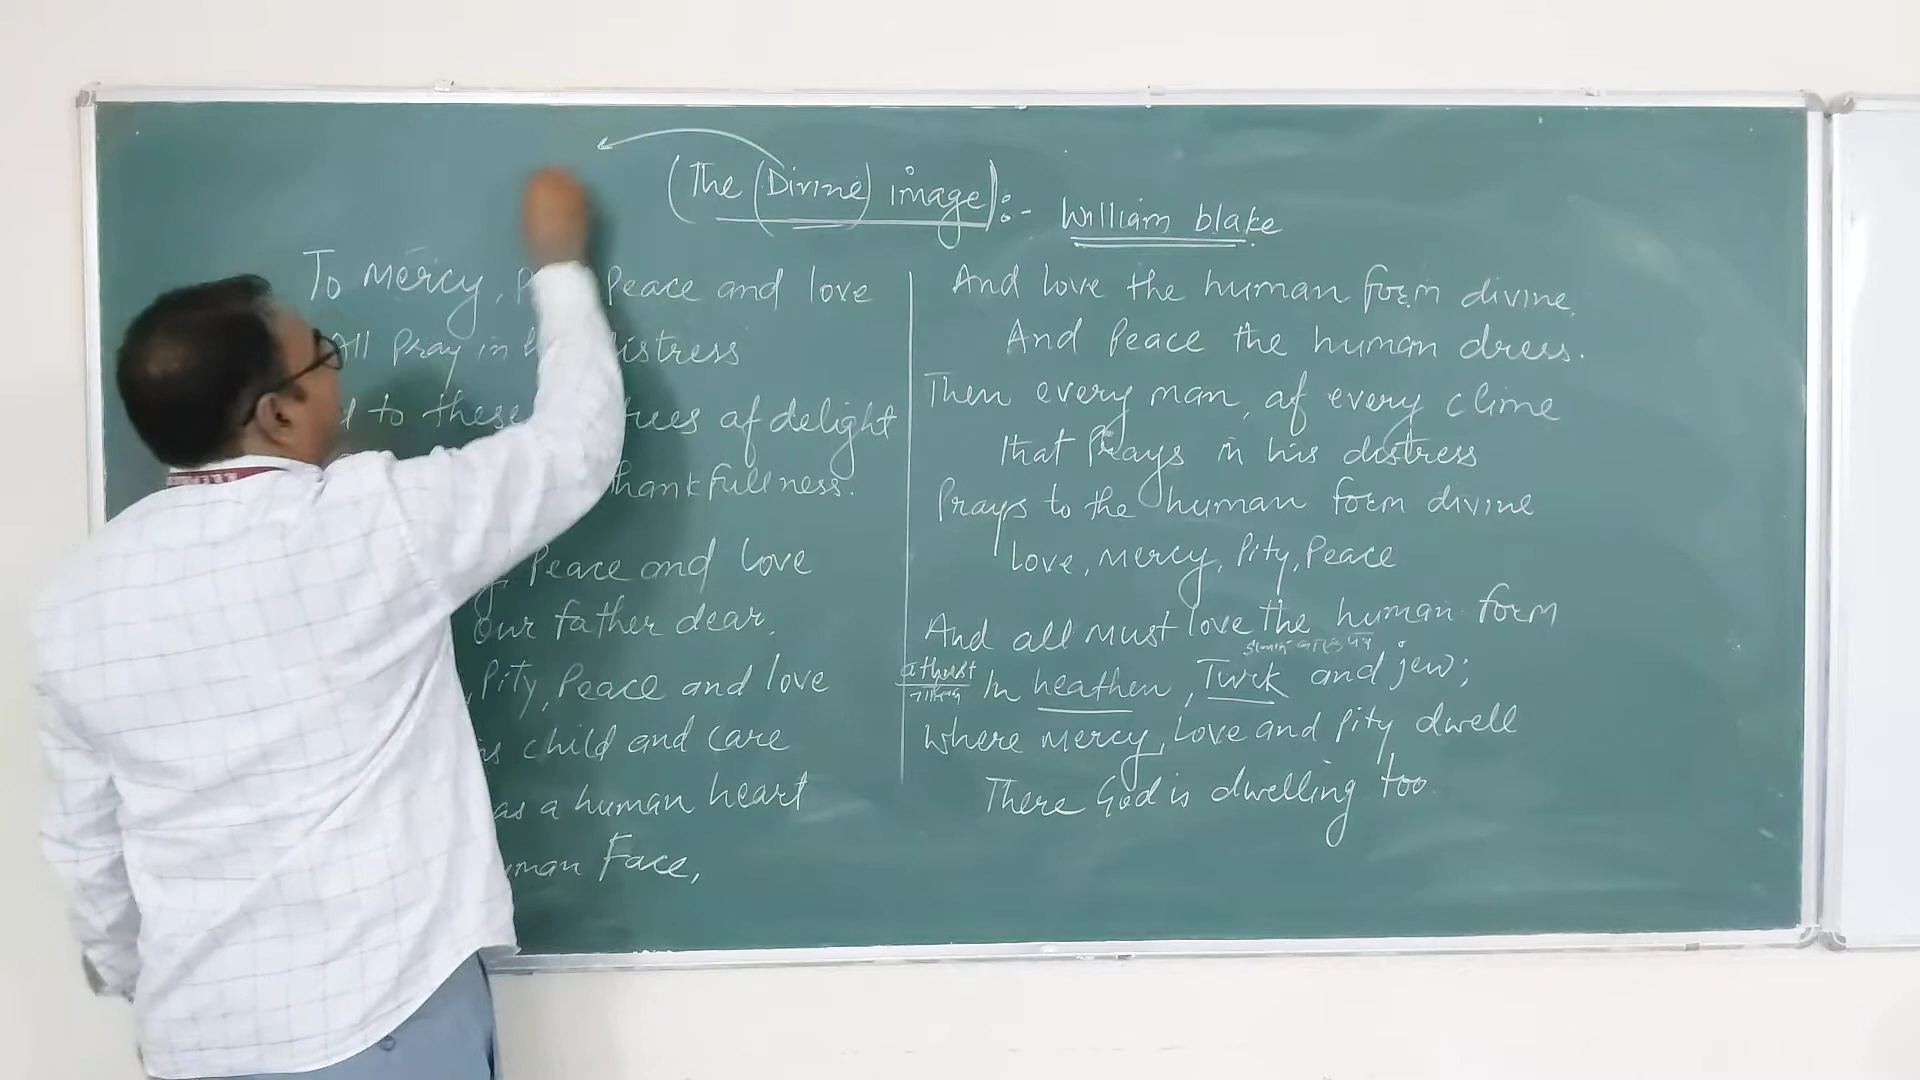 (The (Divine) image):- William blake
To Mercy, Peace and love
All Pray in distress
to these af delight
thankfullness.
Peace and Love
Our father dear,
, Pity, Peace and love
is child and care
as a human heart
Face,
And love the human form divine,
And Peace the human dress.
Then every man, of every clime
that Prays in his distress
Prays to the human form divine
Love, Mercy, Pity, Peace
And all must love the human form
In heathen, Turk and jew;
Where Mercy, Love and Pity dwell
There God is dwelling too